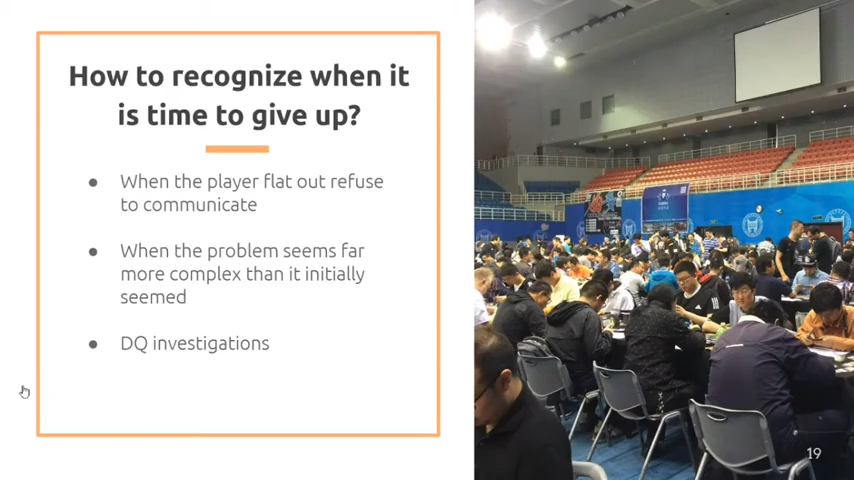 How to recognize when it
is time to give up?
● When the player flat out refuse
to communicate
● When the problem seems far
more complex than it initially
seemed
● DQ investigations
19